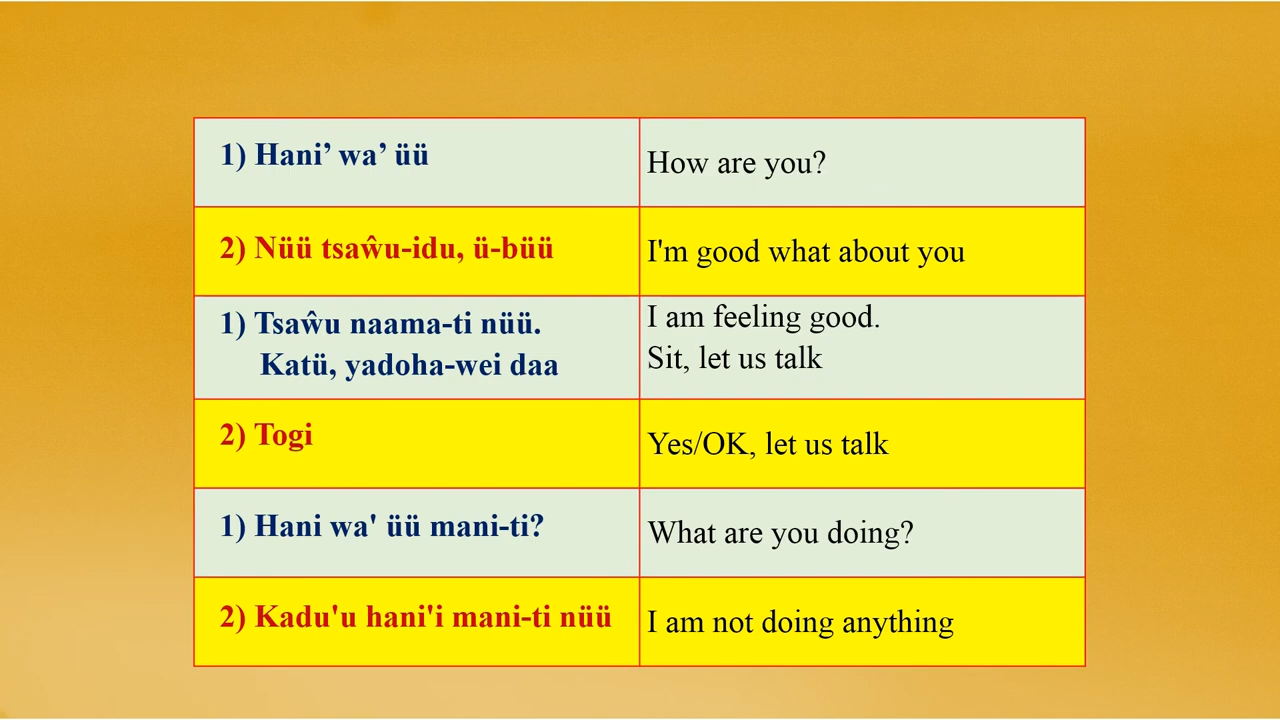 1) Hani’ wa’ üü
How are you?
2) Nüü tsaŵu-idu, ü-büü
I'm good what about you
1) Tsaŵu naama-ti nüü.
Katü, yadoha-wei daa
I am feeling good.
Sit, let us talk
2) Togi
Yes/OK, let us talk
1) Hani wa' üü mani-ti?
What are you doing?
2) Kadu'u hani'i mani-ti nüü
I am not doing anything